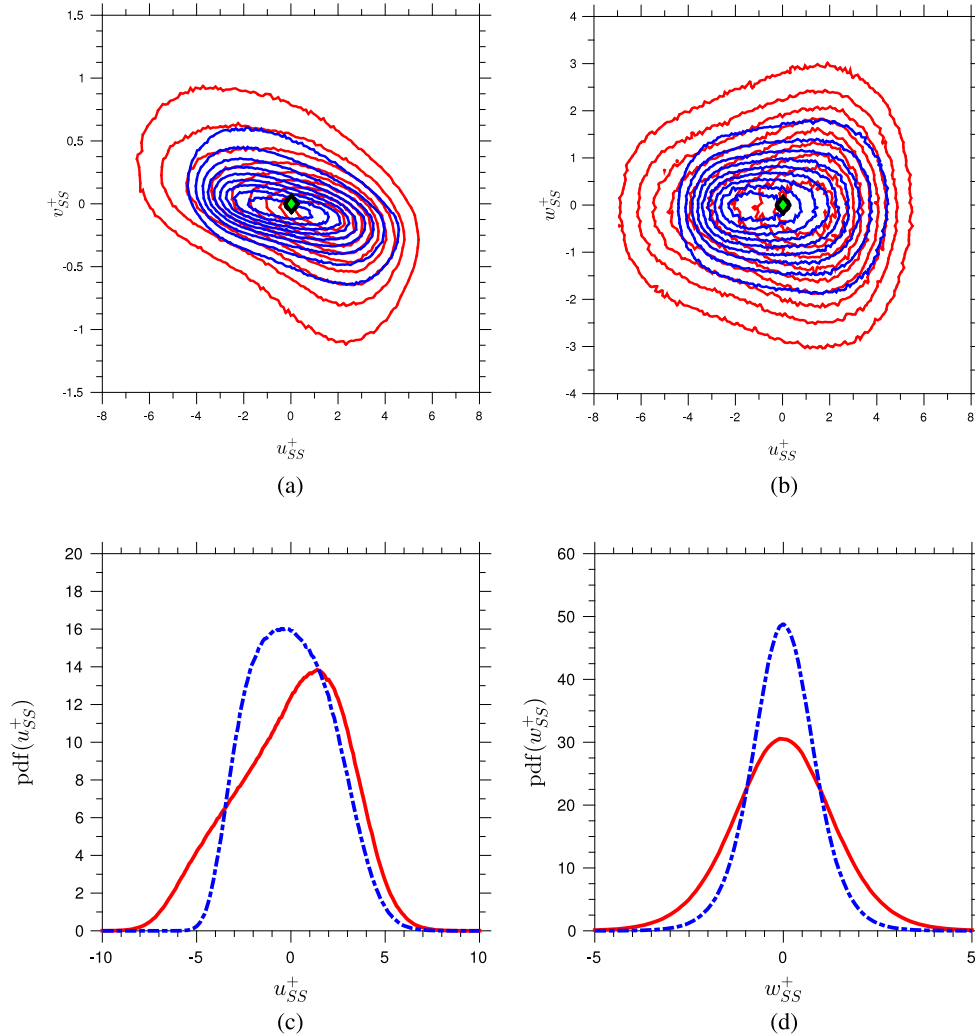 1.5
1
0.5
0
-0.5
-1
-1.5
v⁺SS
-8 -6 -4 -2 0 2 4 6 8
u⁺SS
(a)
4
3
2
1
0
-1
-2
-3
-4
w⁺SS
-8 -6 -4 -2 0 2 4 6 8
u⁺SS
(b)
20
18
16
14
12
10
8
6
4
2
0
pdf(u⁺SS)
-10 -5 0 5 10
u⁺SS
(c)
60
50
40
30
20
10
0
pdf(w⁺SS)
-5 0 5
w⁺SS
(d)